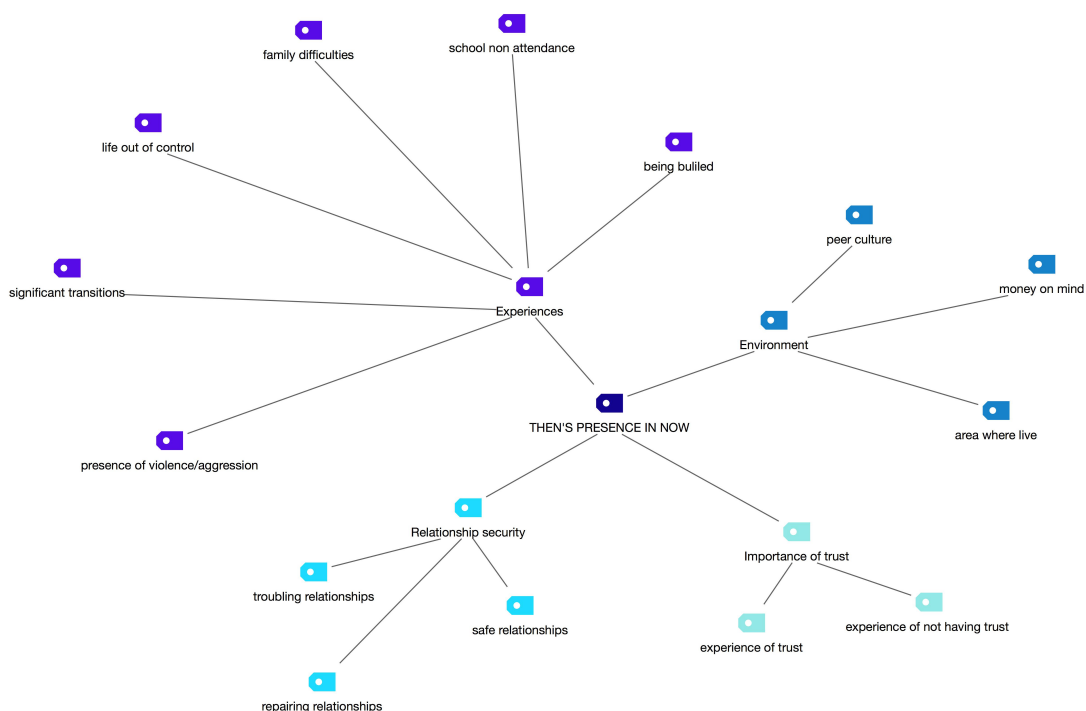 school non attendance
family difficulties
life out of control
being buliled
peer culture
significant transitions
money on mind
Experiences
Environment
THEN'S PRESENCE IN NOW
area where live
presence of violence/aggression
Relationship security
Importance of trust
troubling relationships
safe relationships
experience of not having trust
experience of trust
repairing relationships